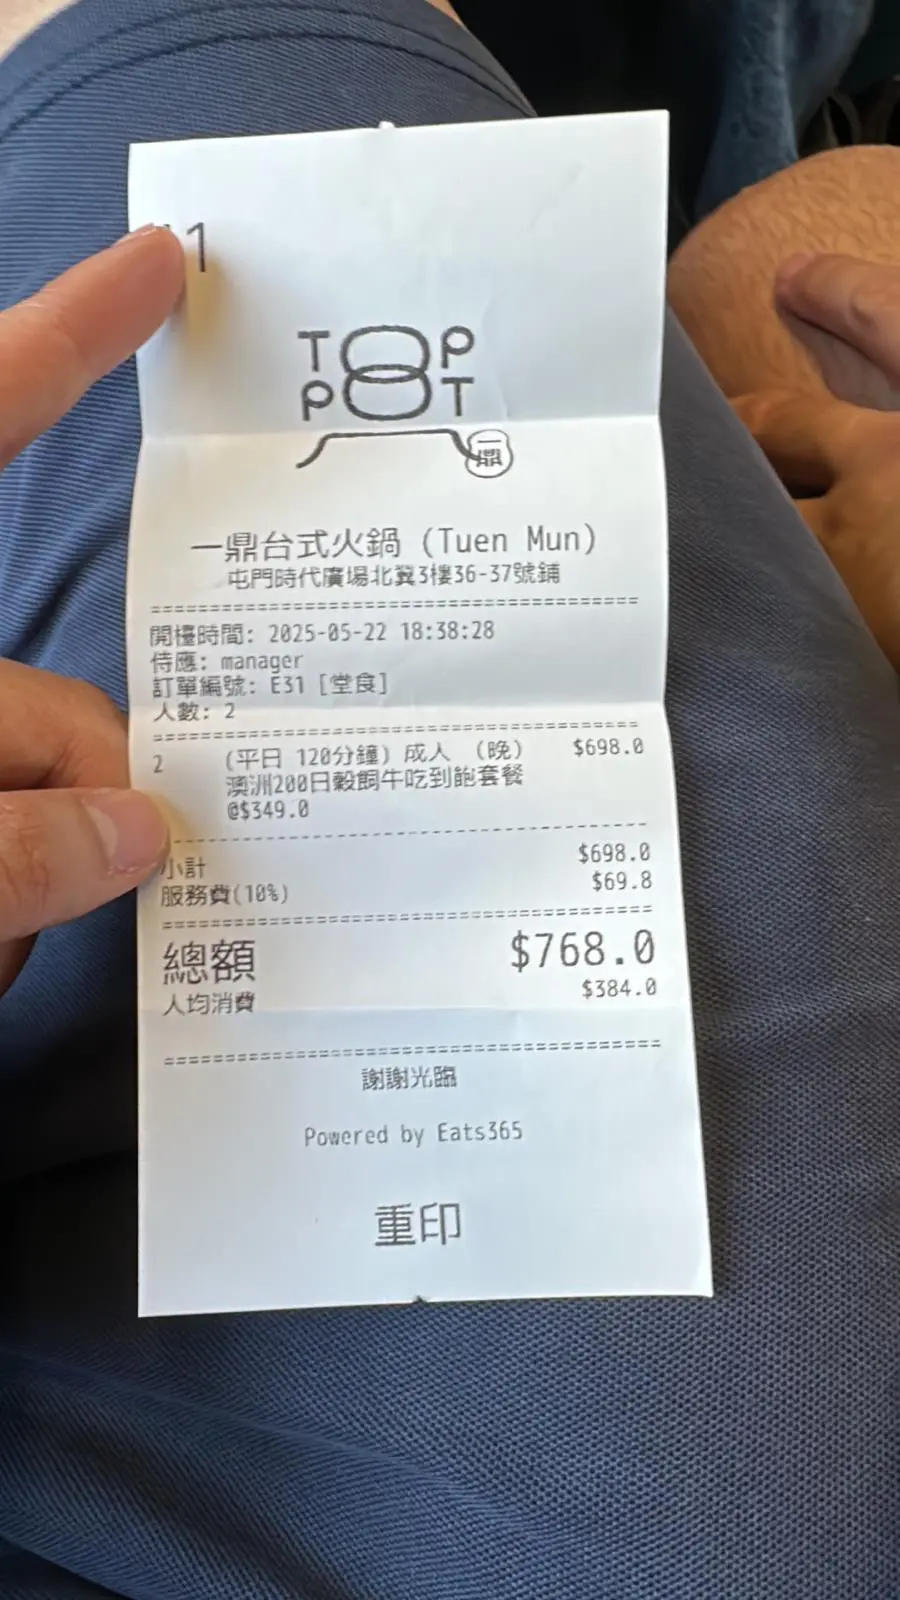 1
TOP
POT
一鼎
一鼎台式火鍋 (Tuen Mun)
屯門時代廣場北翼3樓36-37號鋪
========================================
開檯時間: 2025-05-22 18:38:28
侍應: manager
訂單編號: E31 [堂食]
人數: 2
========================================
2 (平日 120分鐘) 成人 (晚) $698.0
澳洲200日穀飼牛吃到飽套餐
@$349.0
----------------------------------------
小計 $698.0
服務費(10%) $69.8
========================================
總額 $768.0
人均消費 $384.0
========================================
謝謝光臨
Powered by Eats365
重印